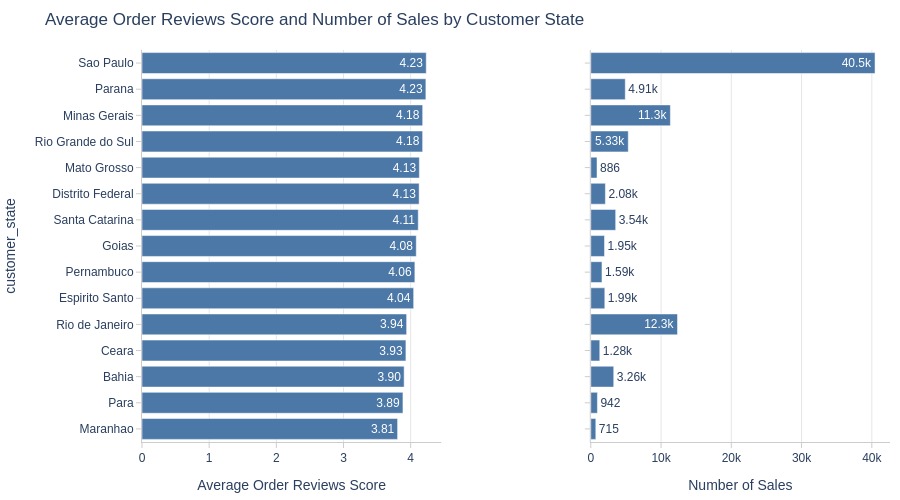 Average Order Reviews Score and Number of Sales by Customer State
customer_state
Sao Paulo 4.23 40.5k
Parana 4.23 4.91k
Minas Gerais 4.18 11.3k
Rio Grande do Sul 4.18 5.33k
Mato Grosso 4.13 886
Distrito Federal 4.13 2.08k
Santa Catarina 4.11 3.54k
Goias 4.08 1.95k
Pernambuco 4.06 1.59k
Espirito Santo 4.04 1.99k
Rio de Janeiro 3.94 12.3k
Ceara 3.93 1.28k
Bahia 3.90 3.26k
Para 3.89 942
Maranhao 3.81 715
0 1 2 3 4 0 10k 20k 30k 40k
Average Order Reviews Score Number of Sales